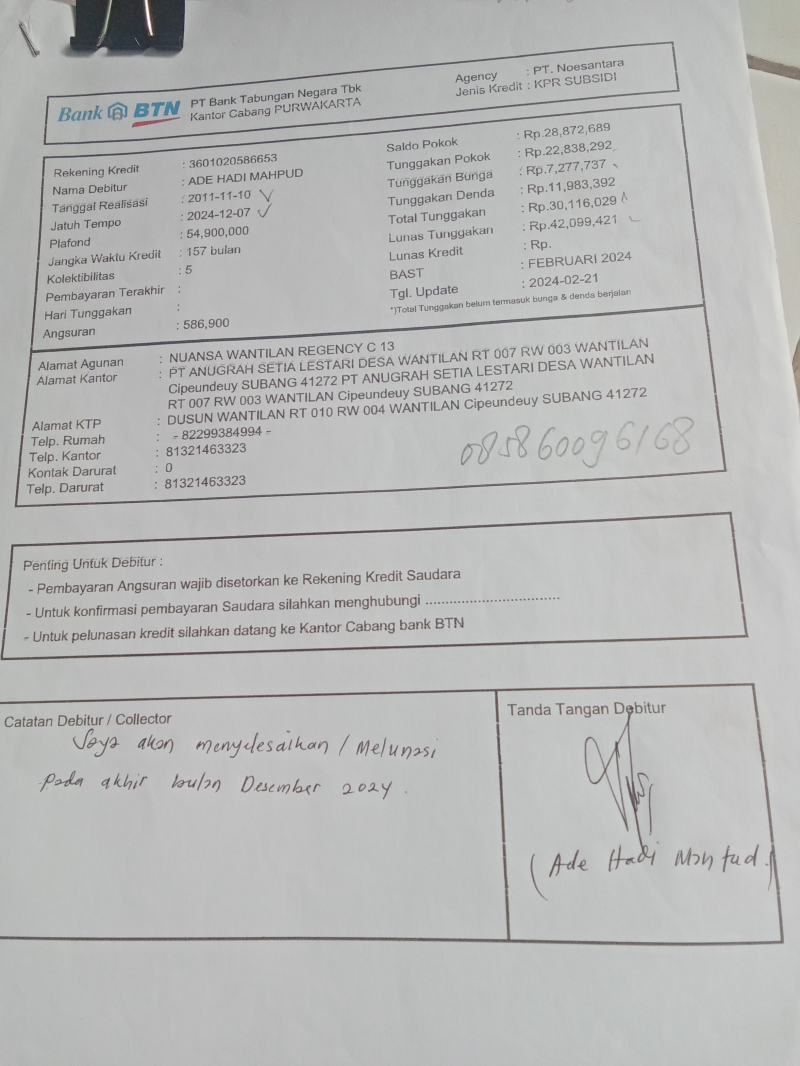 Bank BTN
PT Bank Tabungan Negara Tbk
Kantor Cabang PURWAKARTA
Agency : PT. Noesantara
Jenis Kredit : KPR SUBSIDI
Rekening Kredit : 3601020586653
Nama Debitur : ADE HADI MAHPUD
Tanggal Realisasi : 2011-11-10
Jatuh Tempo : 2024-12-07
Plafond : 54,900,000
Jangka Waktu Kredit : 157 bulan
Kolektibilitas : 5
Pembayaran Terakhir :
Hari Tunggakan :
Angsuran : 586,900
Saldo Pokok : Rp.28,872,689
Tunggakan Pokok : Rp.22,838,292
Tunggakan Bunga : Rp.7,277,737
Tunggakan Denda : Rp.11,983,392
Total Tunggakan : Rp.30,116,029
Lunas Tunggakan : Rp.42,099,421
Lunas Kredit : Rp.
BAST : FEBRUARI 2024
Tgl. Update : 2024-02-21
*)Total Tunggakan belum termasuk bunga & denda berjalan
Alamat Agunan : NUANSA WANTILAN REGENCY C 13
Alamat Kantor : PT ANUGRAH SETIA LESTARI DESA WANTILAN RT 007 RW 003 WANTILAN
Cipeundeuy SUBANG 41272 PT ANUGRAH SETIA LESTARI DESA WANTILAN
RT 007 RW 003 WANTILAN Cipeundeuy SUBANG 41272
Alamat KTP : DUSUN WANTILAN RT 010 RW 004 WANTILAN Cipeundeuy SUBANG 41272
Telp. Rumah : - 82299384994 -
Telp. Kantor : 81321463323
Kontak Darurat : 0
Telp. Darurat : 81321463323
085860096168
Penting Untuk Debitur :
- Pembayaran Angsuran wajib disetorkan ke Rekening Kredit Saudara
- Untuk konfirmasi pembayaran Saudara silahkan menghubungi .................................
- Untuk pelunasan kredit silahkan datang ke Kantor Cabang bank BTN
Catatan Debitur / Collector
Saya akan menyelesaikan / Melunasi
pada akhir bulan Desember 2024.
Tanda Tangan Debitur
(Ade Hadi Mahfud.)